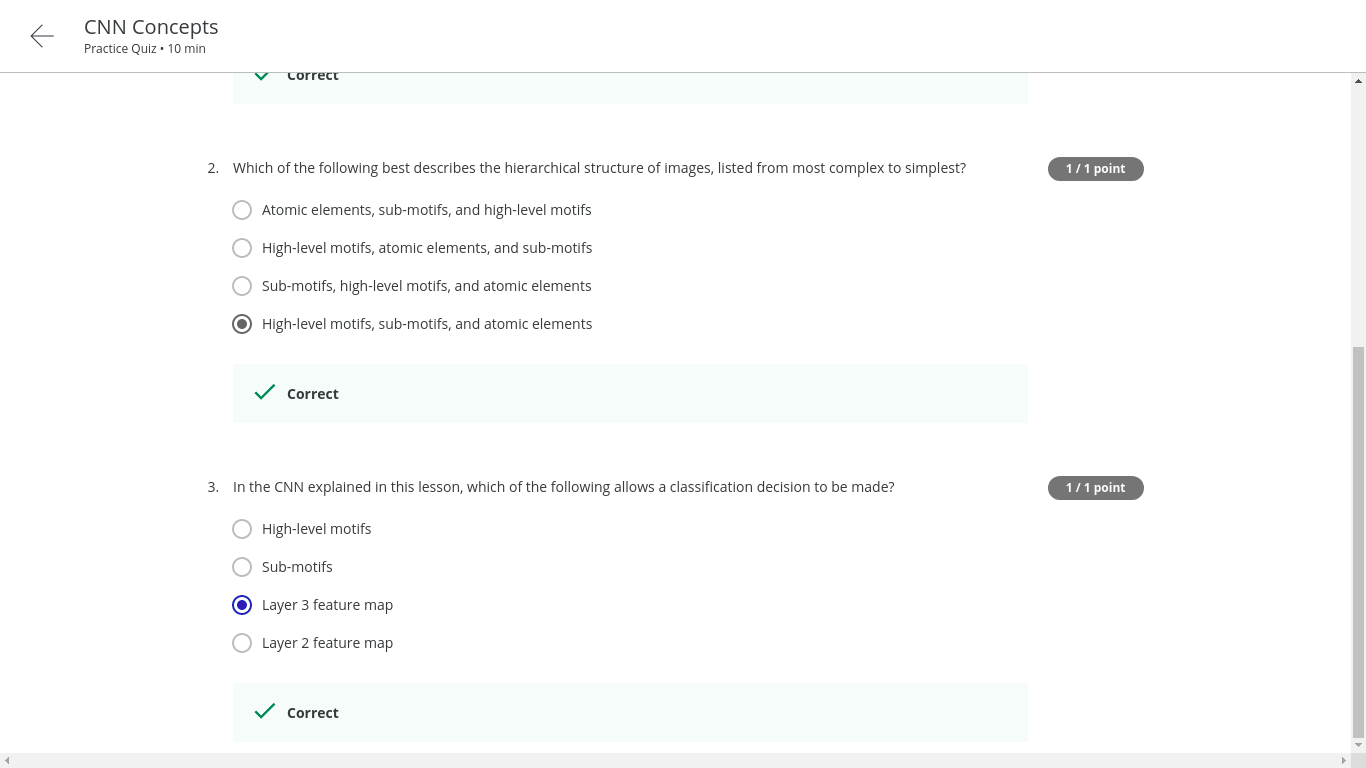 CNN Concepts
Practice Quiz • 10 min
Correct
2. Which of the following best describes the hierarchical structure of images, listed from most complex to simplest? 1 / 1 point
Atomic elements, sub-motifs, and high-level motifs
High-level motifs, atomic elements, and sub-motifs
Sub-motifs, high-level motifs, and atomic elements
High-level motifs, sub-motifs, and atomic elements
Correct
3. In the CNN explained in this lesson, which of the following allows a classification decision to be made? 1 / 1 point
High-level motifs
Sub-motifs
Layer 3 feature map
Layer 2 feature map
Correct